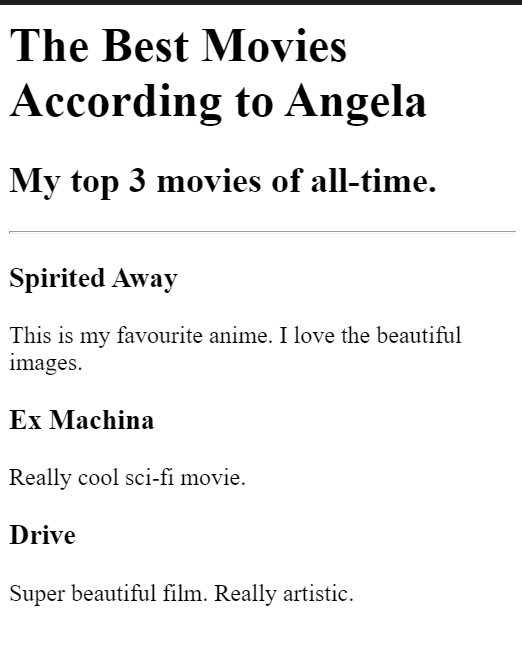 The Best Movies
According to Angela
My top 3 movies of all-time.
Spirited Away
This is my favourite anime. I love the beautiful
images.
Ex Machina
Really cool sci-fi movie.
Drive
Super beautiful film. Really artistic.